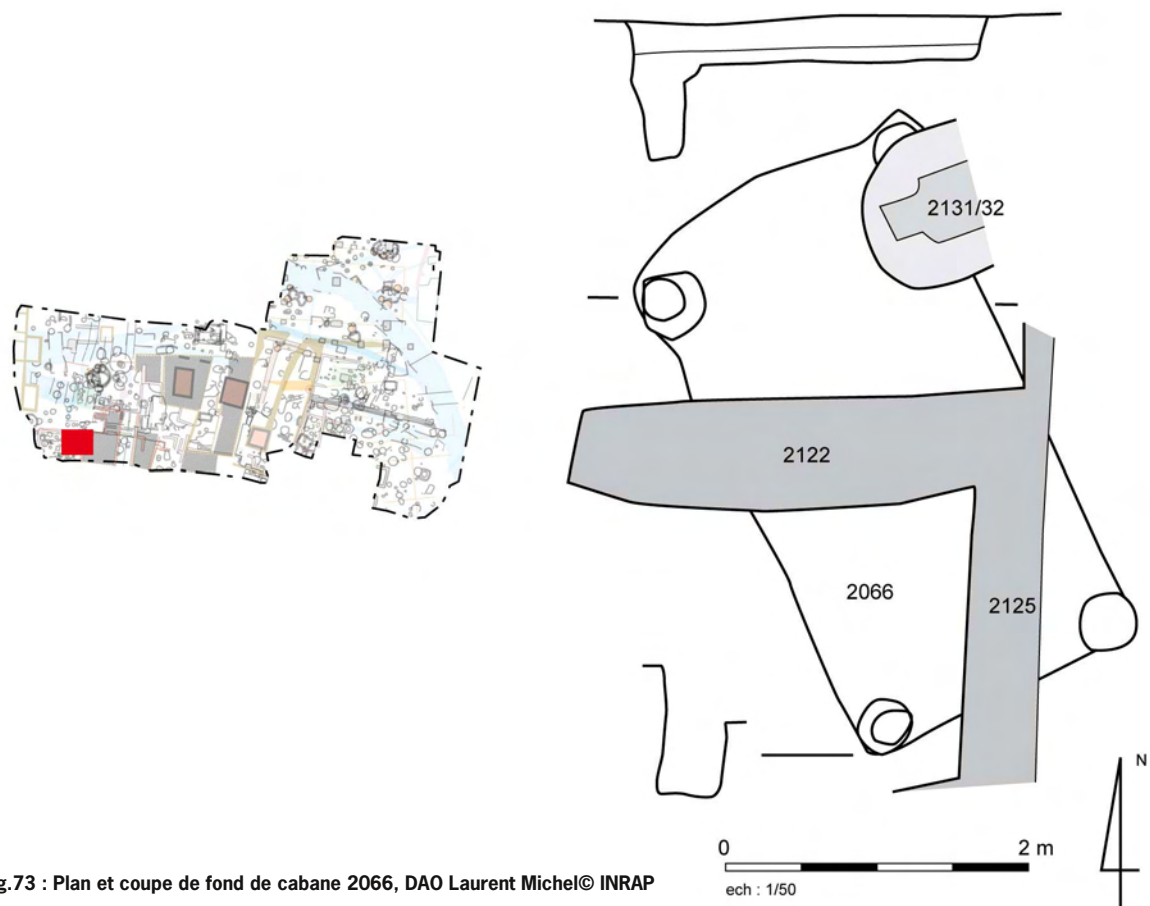 2131/32
2122
2066
2125
N
0 2 m
ech : 1/50
g.73 : Plan et coupe de fond de cabane 2066, DAO Laurent Michel© INRAP